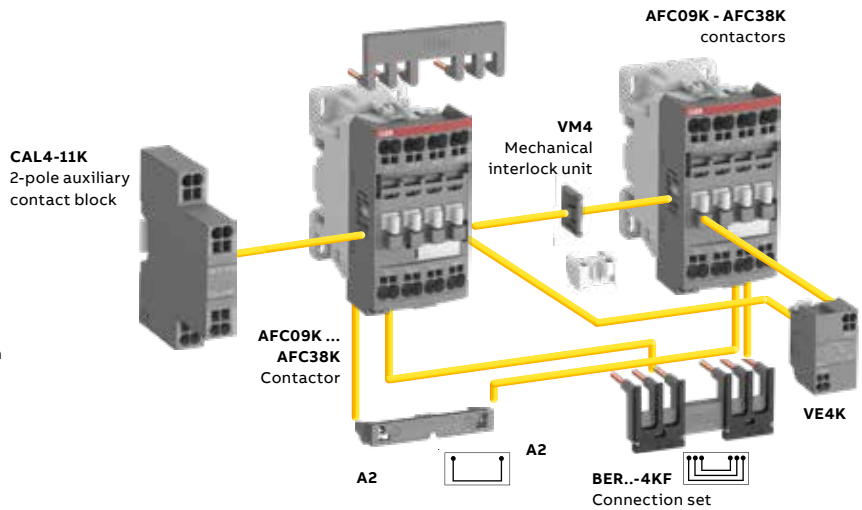 AFC09K - AFC38K
contactors
VM4
Mechanical
interlock unit
CAL4-11K
2-pole auxiliary
contact block
AFC09K ...
AFC38K
Contactor
VE4K
A2
A2
BER..-4KF
Connection set